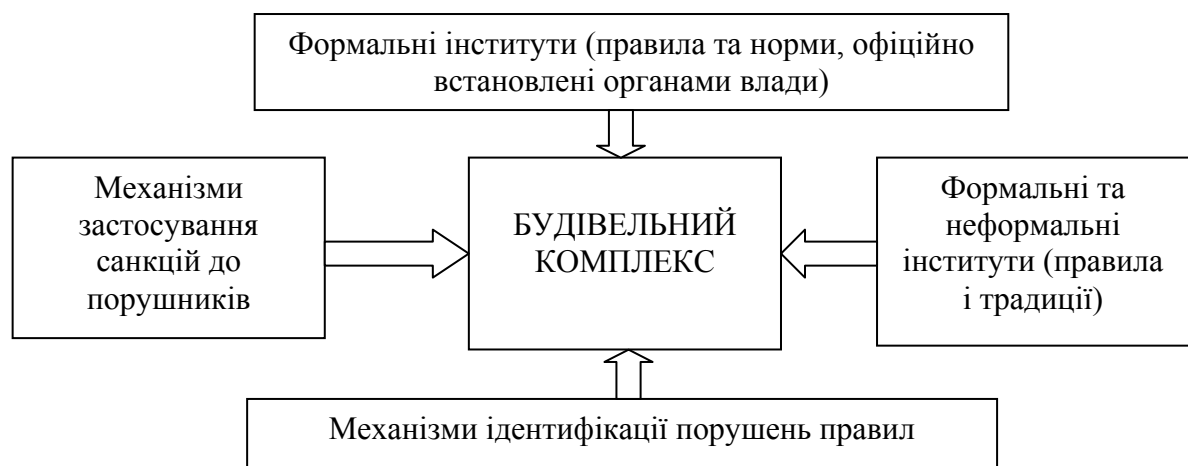 Формальні інститути (правила та норми, офіційно
встановлені органами влади)
Механізми
застосування
санкцій до
порушників
БУДІВЕЛЬНИЙ
КОМПЛЕКС
Формальні та
неформальні
інститути (правила
і традиції)
Механізми ідентифікації порушень правил